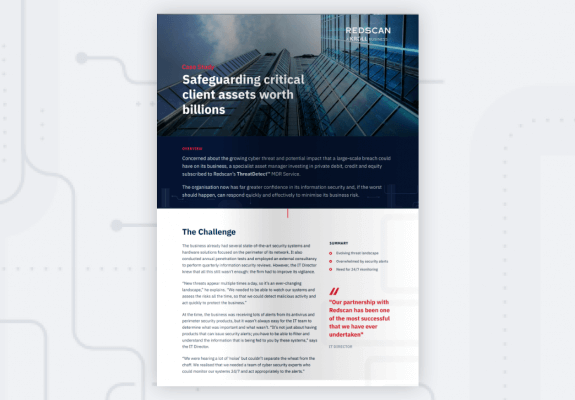 REDSCAN
A KROLL BUSINESS
Case study
Safeguarding critical
client assets worth
billions
OVERVIEW
Concerned about the growing cyber threat and potential impact that a large-scale breach could
have on its business, a specialist asset manager investing in private debt, credit and equity
subscribed to Redscan's ThreatDetect™ MDR Service.
The organisation now has far greater confidence in its information security and, if the worst
should happen, can respond quickly and effectively to minimise its business risk.
The Challenge
The business already had several state-of-the-art security systems and
hardware solutions focused on the perimeter of its network. It also
conducted annual penetration tests and employed an external consultancy
to perform quarterly information security reviews. However, the IT Director
knew that all this still wasn't enough: the firm had to improve its vigilance.
"New threats appear multiple times a day, so it's an ever-changing
landscape," he explains. "We needed to be able to watch our systems and
assess the risks all the time, so that we could detect malicious activity and
act quickly to protect the business."
At the time, the business was receiving lots of alerts from its antivirus and
perimeter security products, but it wasn't always easy for the IT team to
determine what was important and what wasn't. "It's not just about having
products that can issue security alerts; you have to be able to filter and
understand the information that is being fed to you by these systems," says
the IT Director.
"We were hearing a lot of 'noise' but couldn't separate the wheat from the
chaff. We realised that we needed a team of cyber security experts who
could monitor our systems 24/7 and act appropriately to the alerts."
SUMMARY
Evolving threat landscape
Overwhelmed by security alerts
Need for 24/7 monitoring
"Our partnership with
Redscan has been one
of the most successful
that we have ever
undertaken"
IT DIRECTOR